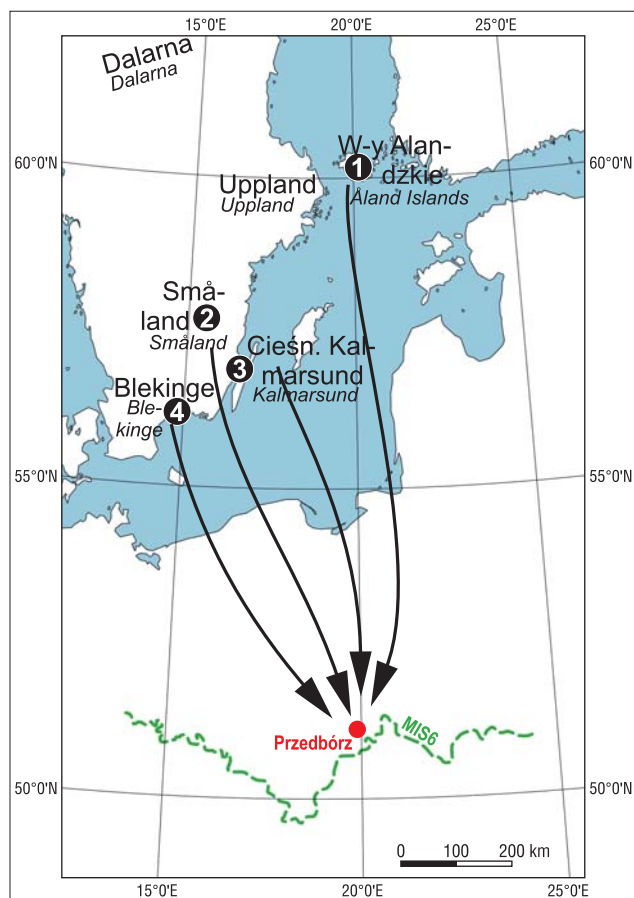 15°0'E
20°0'E
25°0'E
Dalarna
Dalarna
60°0'N
60°0'N
1
W-y Alan-
dzkie
Åland Islands
Uppland
Uppland
Små-
land
2
Småland
3
Cieśn. Kal-
marsund
Kalmarsund
Blekinge
4
Ble-
kinge
55°0'N
55°0'N
Przedbórz
MIS6
50°0'N
50°0'N
0
100
200 km
15°0'E
20°0'E
25°0'E